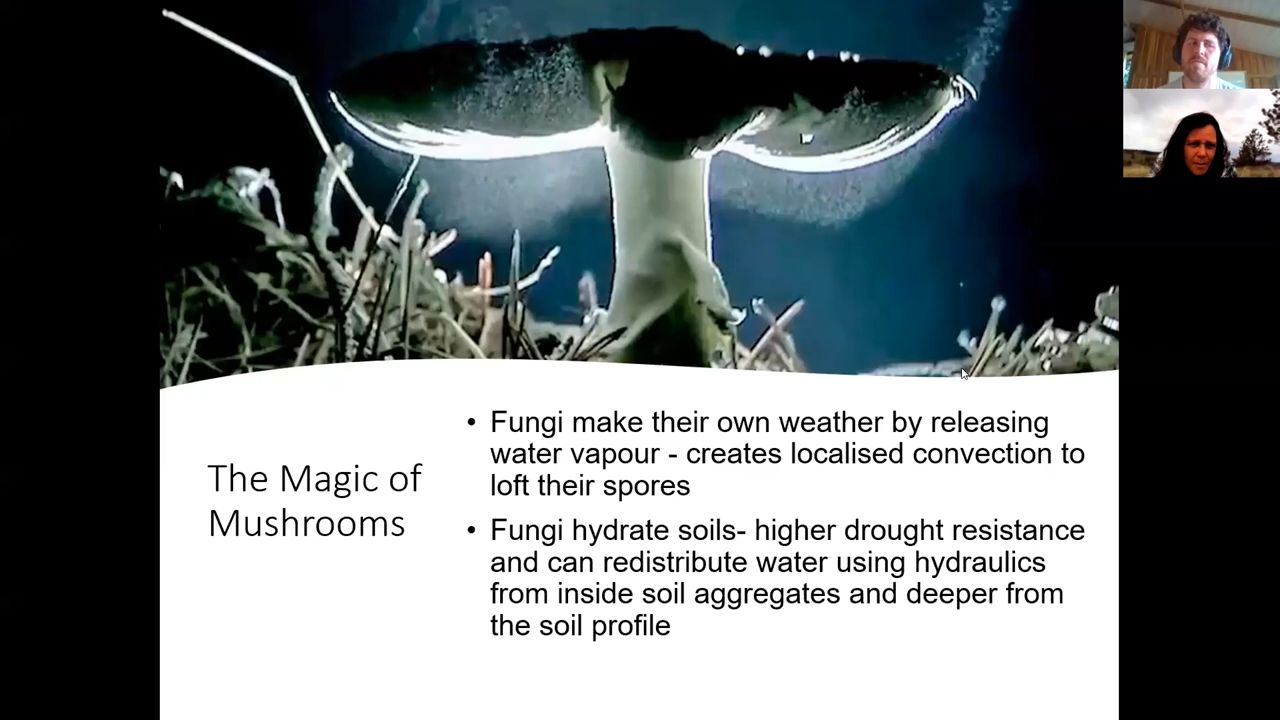 The Magic of
Mushrooms
• Fungi make their own weather by releasing
water vapour - creates localised convection to
loft their spores
• Fungi hydrate soils- higher drought resistance
and can redistribute water using hydraulics
from inside soil aggregates and deeper from
the soil profile